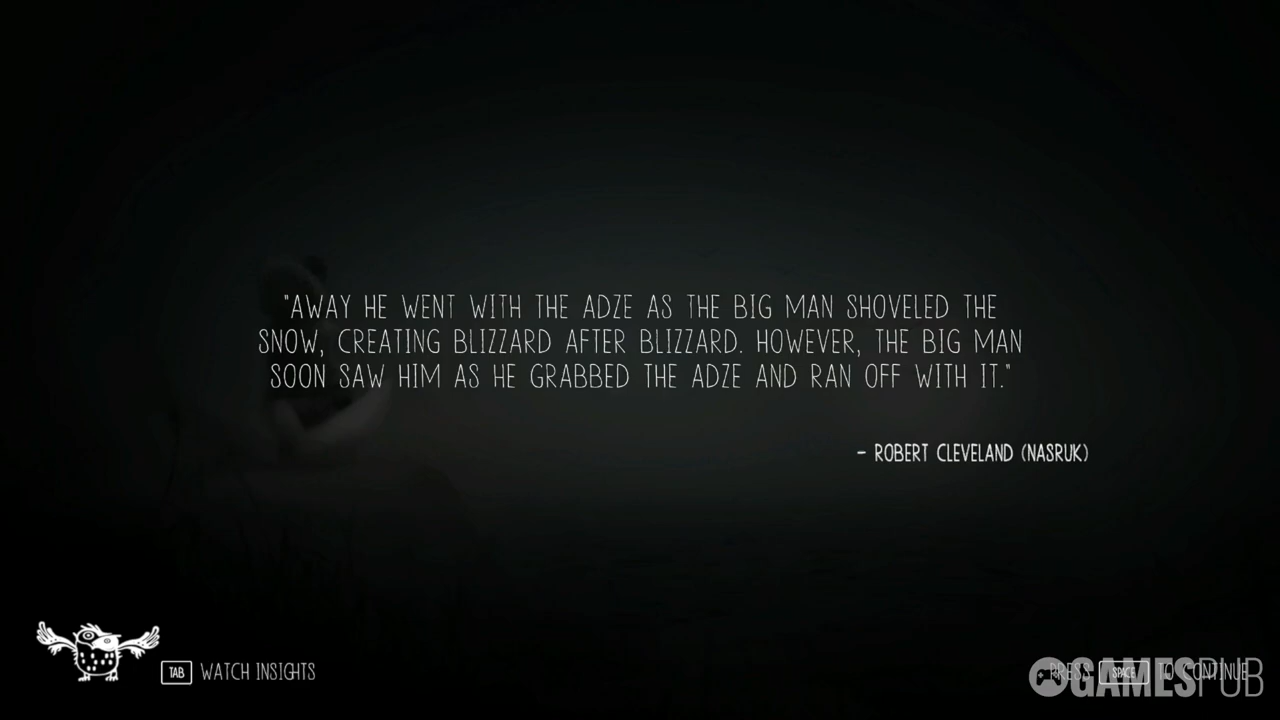 "AWAY HE WENT WITH THE ADZE AS THE BIG MAN SHOVELED THE
SNOW, CREATING BLIZZARD AFTER BLIZZARD. HOWEVER, THE BIG MAN
SOON SAW HIM AS HE GRABBED THE ADZE AND RAN OFF WITH IT."
- ROBERT CLEVELAND (NASRUK)
TAB WATCH INSIGHTS
PRESS SPACE TO CONTINUE
GAMESPUB